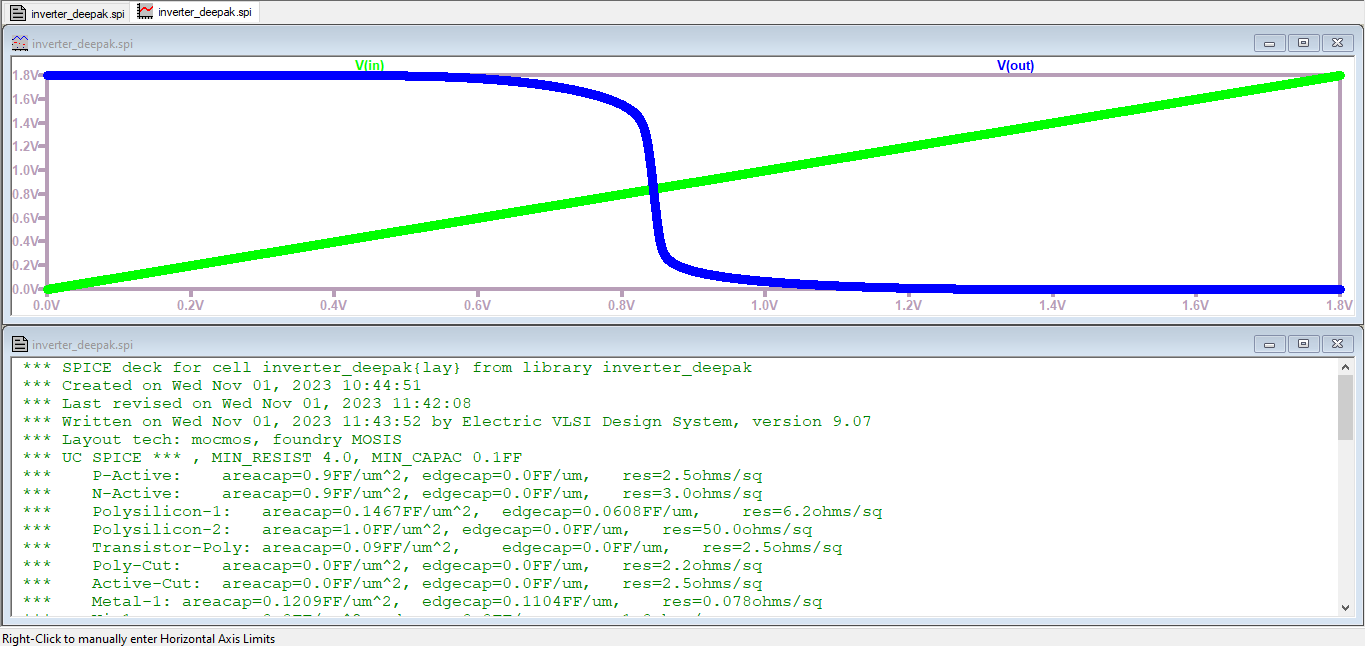 inverter_deepak.spi inverter_deepak.spi
inverter_deepak.spi
V(in) V(out)
1.8V
1.6V
1.4V
1.2V
1.0V
0.8V
0.6V
0.4V
0.2V
0.0V
0.0V 0.2V 0.4V 0.6V 0.8V 1.0V 1.2V 1.4V 1.6V 1.8V
inverter_deepak.spi
*** SPICE deck for cell inverter_deepak{lay} from library inverter_deepak
*** Created on Wed Nov 01, 2023 10:44:51
*** Last revised on Wed Nov 01, 2023 11:42:08
*** Written on Wed Nov 01, 2023 11:43:52 by Electric VLSI Design System, version 9.07
*** Layout tech: mocmos, foundry MOSIS
*** UC SPICE *** , MIN_RESIST 4.0, MIN_CAPAC 0.1FF
*** P-Active: areacap=0.9FF/um^2, edgecap=0.0FF/um, res=2.5ohms/sq
*** N-Active: areacap=0.9FF/um^2, edgecap=0.0FF/um, res=3.0ohms/sq
*** Polysilicon-1: areacap=0.1467FF/um^2, edgecap=0.0608FF/um, res=6.2ohms/sq
*** Polysilicon-2: areacap=1.0FF/um^2, edgecap=0.0FF/um, res=50.0ohms/sq
*** Transistor-Poly: areacap=0.09FF/um^2, edgecap=0.0FF/um, res=2.5ohms/sq
*** Poly-Cut: areacap=0.0FF/um^2, edgecap=0.0FF/um, res=2.2ohms/sq
*** Active-Cut: areacap=0.0FF/um^2, edgecap=0.0FF/um, res=2.5ohms/sq
*** Metal-1: areacap=0.1209FF/um^2, edgecap=0.1104FF/um, res=0.078ohms/sq
Right-Click to manually enter Horizontal Axis Limits